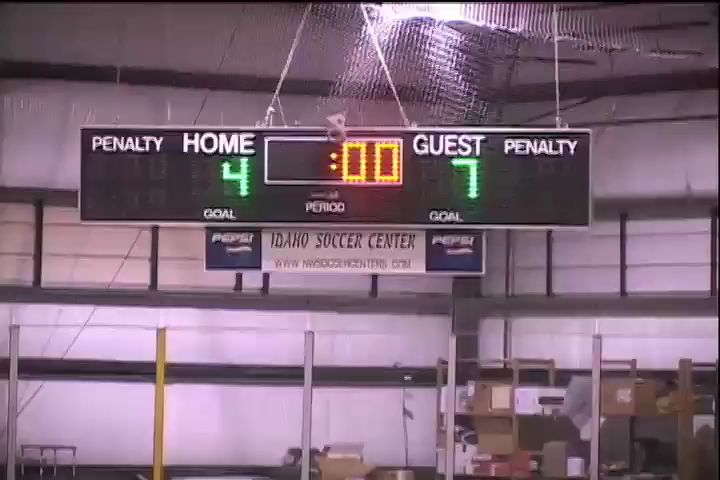 PENALTY HOME :00 GUEST PENALTY
4 7
GOAL PERIOD GOAL
PEPSI IDAHO SOCCER CENTER PEPSI
WWW.NWSOCCERCENTERS.COM